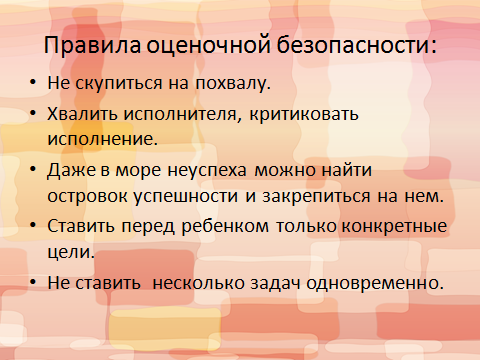 Правила оценочной безопасности:
• Не скупиться на похвалу.
• Хвалить исполнителя, критиковать
исполнение.
• Даже в море неуспеха можно найти
островок успешности и закрепиться на нем.
• Ставить перед ребенком только конкретные
цели.
• Не ставить  несколько задач одновременно.